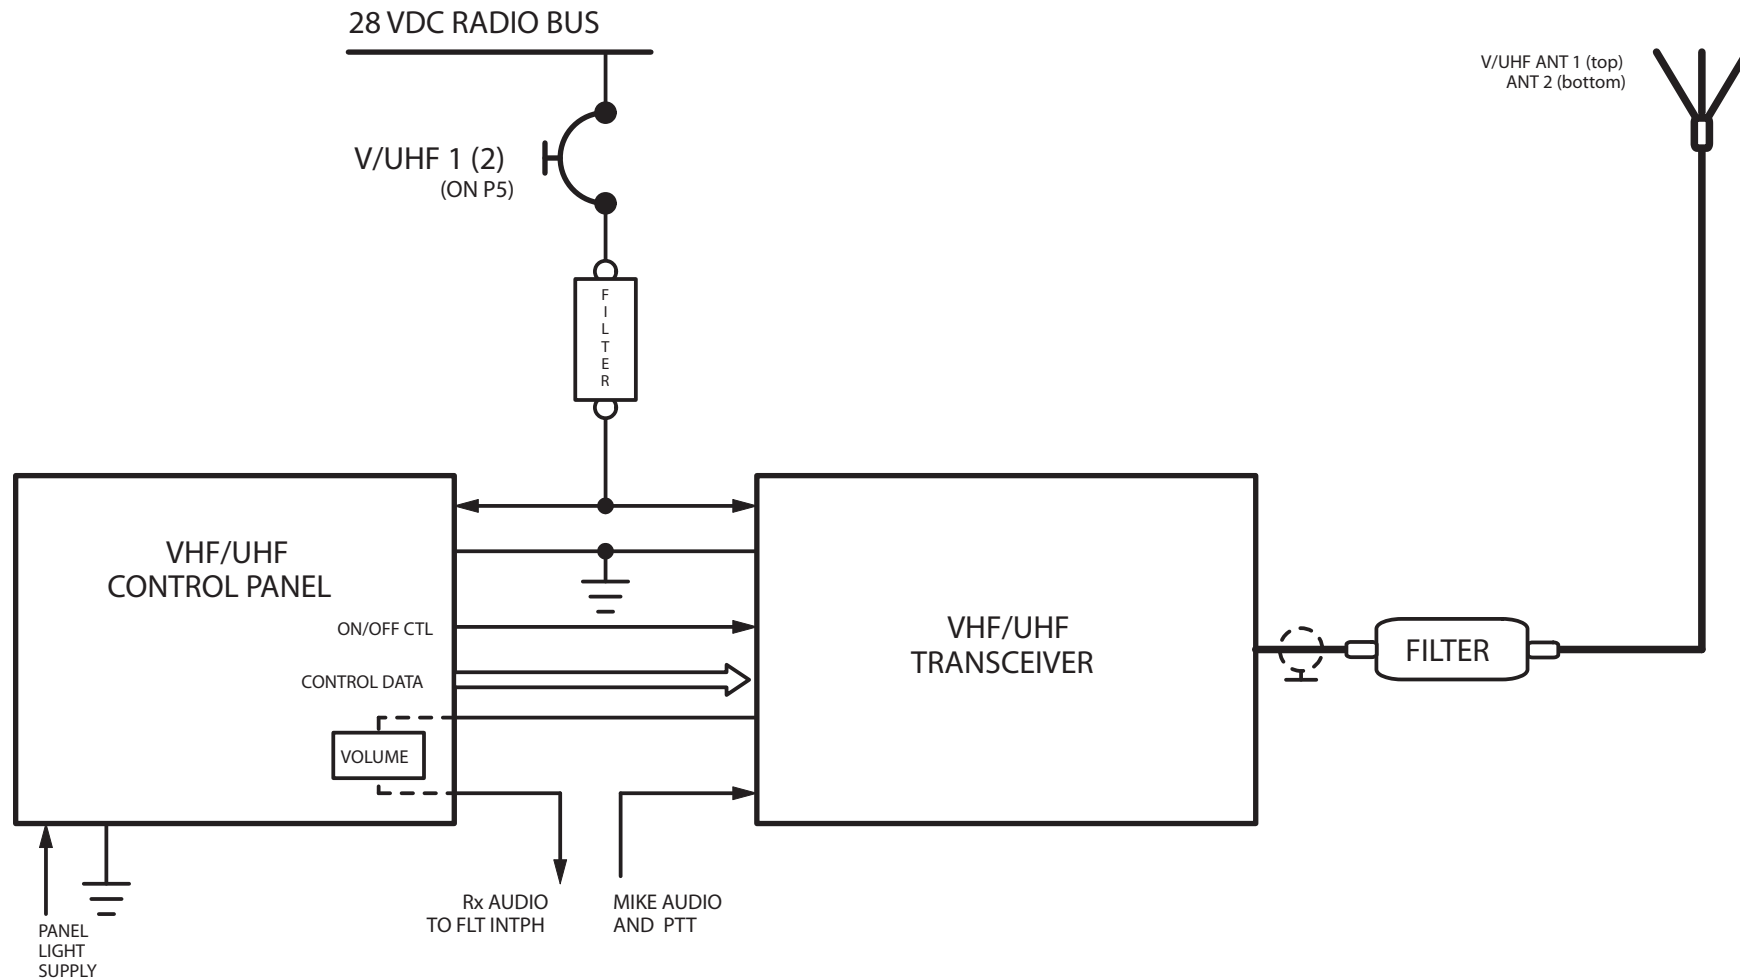 28 VDC RADIO BUS
V/UHF ANT 1 (top)
ANT 2 (bottom)
V/UHF 1 (2)
(ON P5)
F
I
L
T
E
R
VHF/UHF
CONTROL PANEL
ON/OFF CTL
CONTROL DATA
VOLUME
VHF/UHF
TRANSCEIVER
FILTER
PANEL
LIGHT
SUPPLY
Rx AUDIO
TO FLT INTPH
MIKE AUDIO
AND PTT